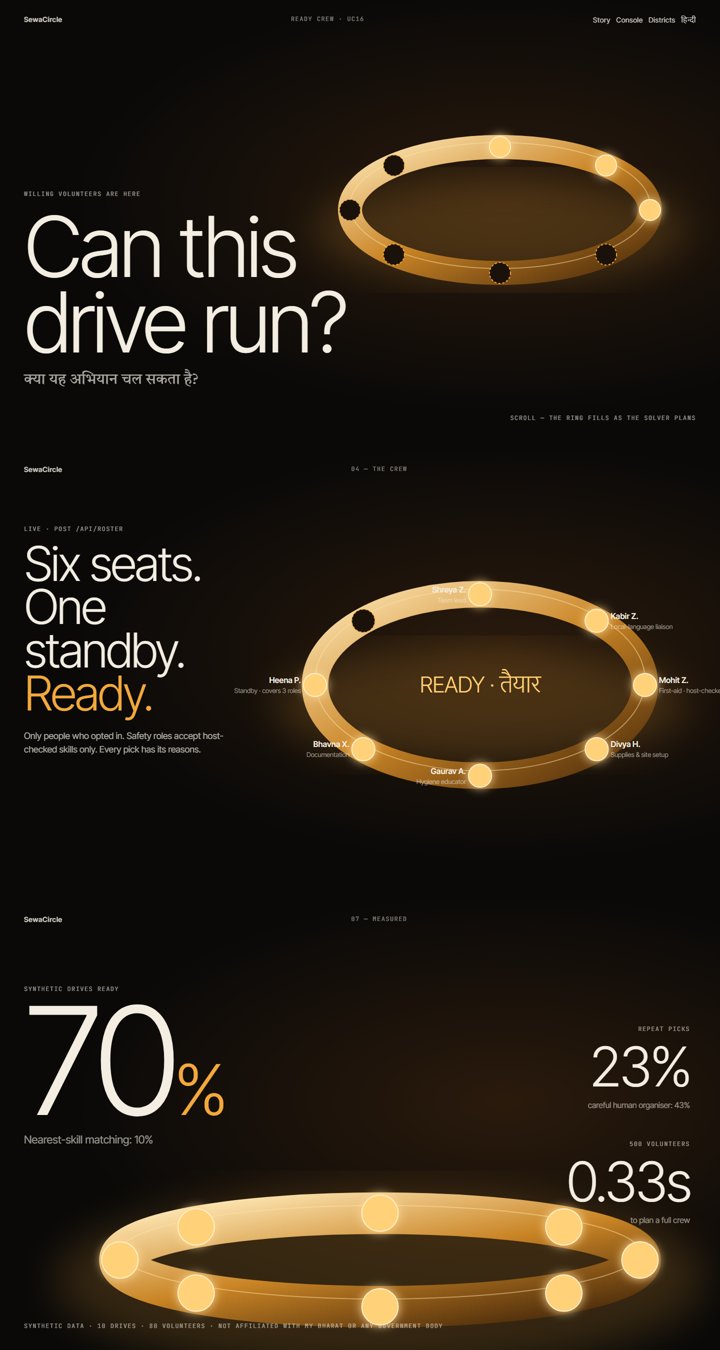 SewaCircle
READY CREW · UC16
Story Console Districts हिन्दी
WILLING VOLUNTEERS ARE HERE
Can this
drive run?
क्या यह अभियान चल सकता है?
SCROLL — THE RING FILLS AS THE SOLVER PLANS
SewaCircle
04 — THE CREW
LIVE · POST /API/ROSTER
Six seats.
One
standby.
Ready.
Only people who opted in. Safety roles accept host-
checked skills only. Every pick has its reasons.
Shreya Z.
Team lead
Kabir Z.
Local-language liaison
Heena P.
Standby · covers 3 roles
READY · तैयार
Mohit Z.
First-aid · host-checke
Bhavna X.
Documentation
Divya H.
Supplies & site setup
Gaurav A.
Hygiene educator
SewaCircle
07 — MEASURED
SYNTHETIC DRIVES READY
70%
Nearest-skill matching: 10%
REPEAT PICKS
23%
careful human organiser: 43%
500 VOLUNTEERS
0.33s
to plan a full crew
SYNTHETIC DATA · 10 DRIVES · 80 VOLUNTEERS · NOT AFFILIATED WITH MY BHARAT OR ANY GOVERNMENT BODY